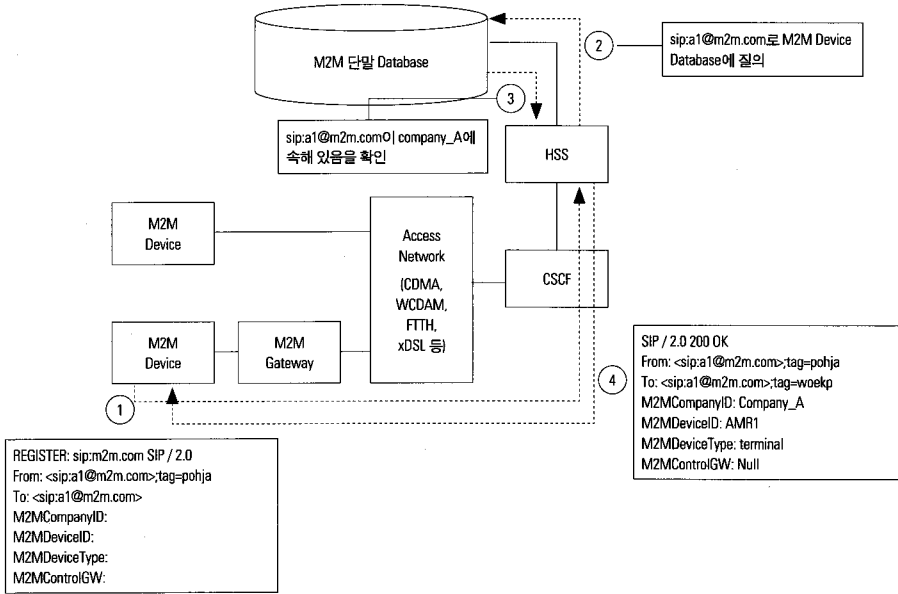 M2M 단말 Database
2
sip:a1@m2m.com로 M2M Device
Database에 질의
3
sip:a1@m2m.com이 company_A에
속해 있음을 확인
HSS
M2M
Device
Access
Network
(CDMA,
WCDAM,
FTTH,
xDSL 등)
CSCF
M2M
Device
M2M
Gateway
1
4
SIP / 2.0 200 OK
From: <sip:a1@m2m.com>;tag=pohja
To: <sip:a1@m2m.com>;tag=woekp
M2MCompanyID: Company_A
M2MDeviceID: AMR1
M2MDeviceType: terminal
M2MControlGW: Null
REGISTER: sip:m2m.com SIP / 2.0
From: <sip:a1@m2m.com>;tag=pohja
To: <sip:a1@m2m.com>
M2MCompanyID:
M2MDeviceID:
M2MDeviceType:
M2MControlGW: